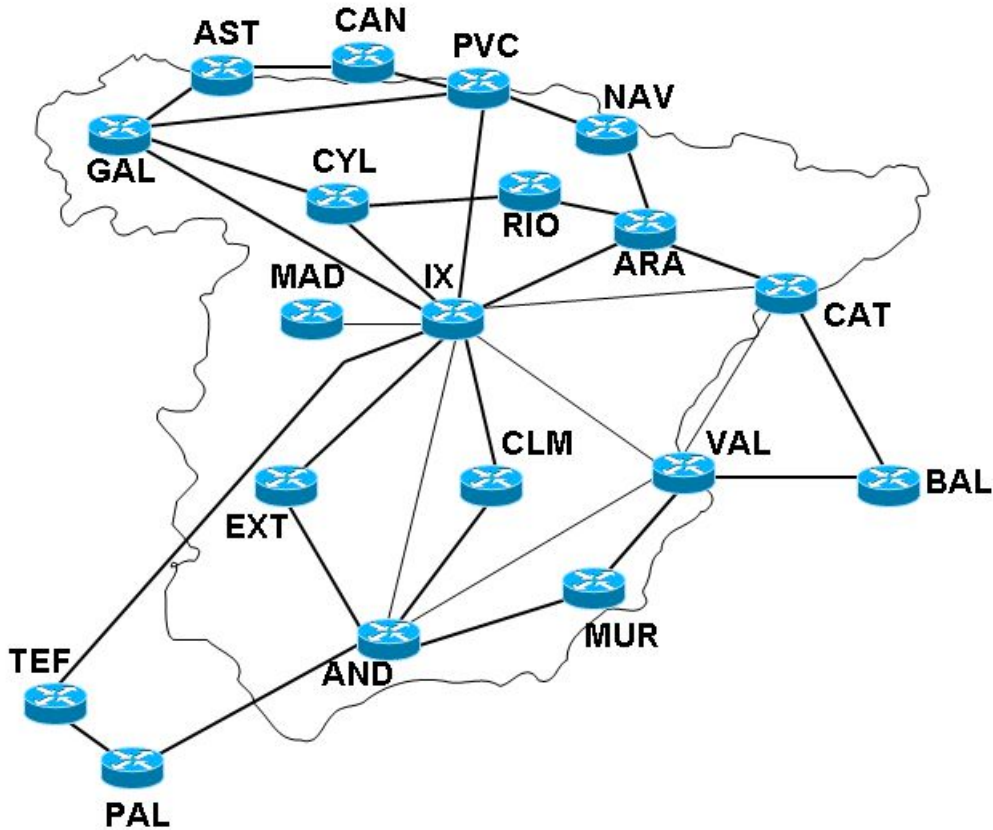 CAN
AST
PVC
NAV
GAL
CYL
RIO
ARA
MAD
IX
CAT
CLM
VAL
BAL
EXT
MUR
TEF
AND
PAL